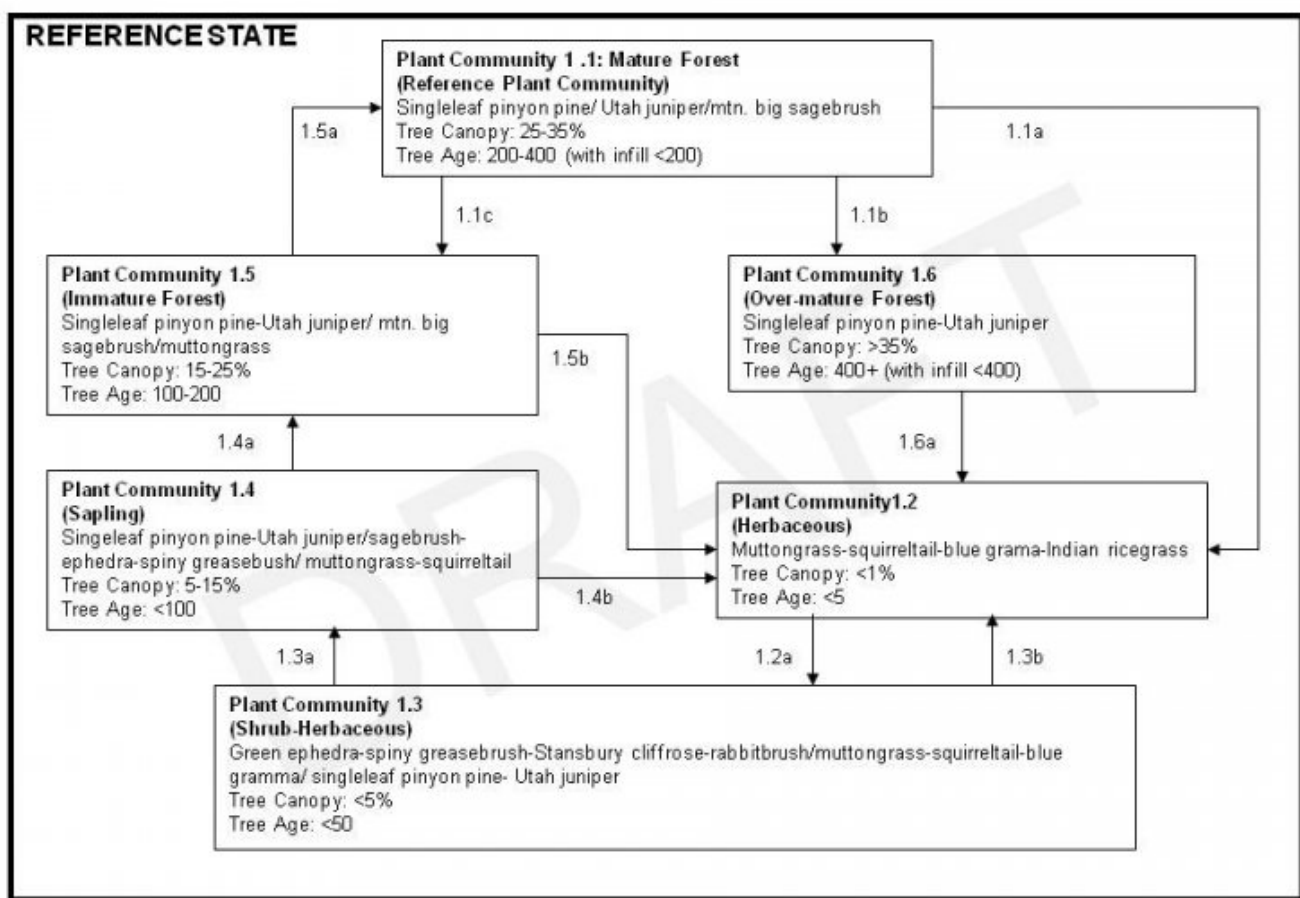 REFERENCE STATE
Plant Community 1 .1: Mature Forest
(Reference Plant Community)
Singleleaf pinyon pine/ Utah juniper/mtn. big sagebrush
Tree Canopy: 25-35%
Tree Age: 200-400 (with infill <200)
1.5a
1.1a
1.1c
1.1b
Plant Community 1.5
(Immature Forest)
Singleleaf pinyon pine-Utah juniper/ mtn. big
sagebrush/muttongrass
Tree Canopy: 15-25%
Tree Age: 100-200
1.5b
Plant Community 1.6
(Over-mature Forest)
Singleleaf pinyon pine-Utah juniper
Tree Canopy: >35%
Tree Age: 400+ (with infill <400)
1.4a
1.6a
Plant Community 1.4
(Sapling)
Singeleaf pinyon pine-Utah juniper/sagebrush-
ephedra-spiny greasebush/ muttongrass-squirreltail
Tree Canopy: 5-15%
Tree Age: <100
1.4b
Plant Community1.2
(Herbaceous)
Muttongrass-squirreltail-blue grama-Indian ricegrass
Tree Canopy: <1%
Tree Age: <5
1.3a
1.2a
1.3b
Plant Community 1.3
(Shrub-Herbaceous)
Green ephedra-spiny greasebrush-Stansbury cliffrose-rabbitbrush/muttongrass-squirreltail-blue
gramma/ singleleaf pinyon pine- Utah juniper
Tree Canopy: <5%
Tree Age: <50
DRAFT